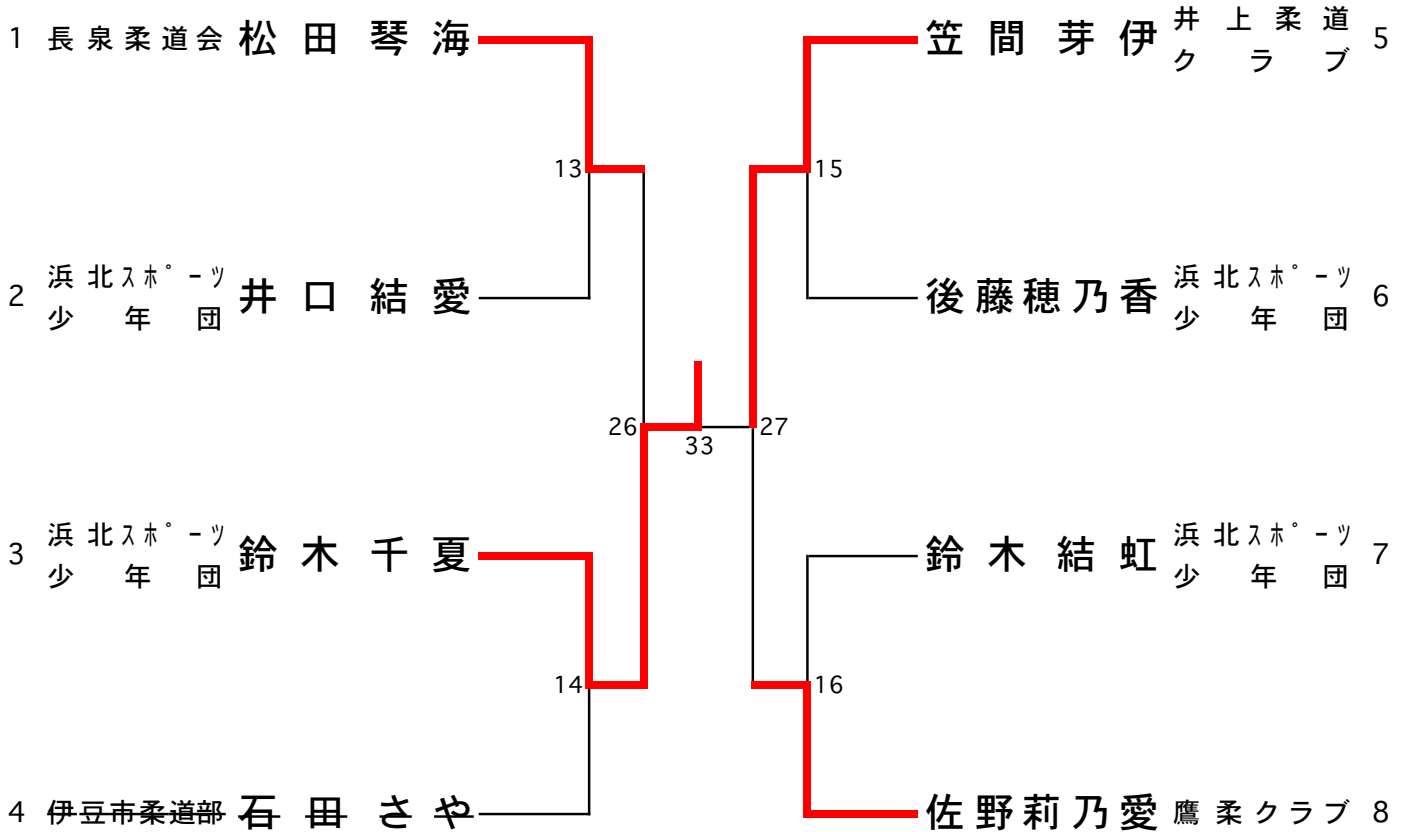 1 長泉柔道会 松田琴海
笠間芽伊 井上柔道 5
クラブ
13
15
2 浜北ｽﾎﾟｰﾂ 井口結愛
少年団
後藤穂乃香 浜北ｽﾎﾟｰﾂ 6
少年団
26
33
27
3 浜北ｽﾎﾟｰﾂ 鈴木千夏
少年団
鈴木結虹 浜北ｽﾎﾟｰﾂ 7
少年団
14
16
4 伊豆市柔道部 石田さや
佐野莉乃愛 鷹柔クラブ 8